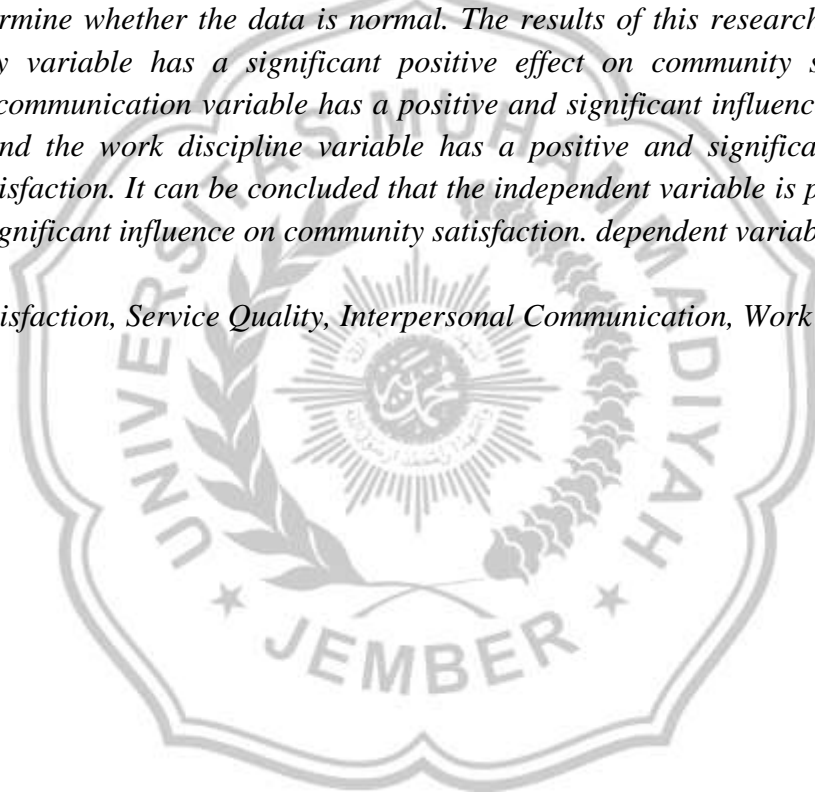 rmine whether the data is normal. The results of this research
y variable has a significant positive effect on community s
communication variable has a positive and significant influence
nd the work discipline variable has a positive and significa
isfaction. It can be concluded that the independent variable is p
gnificant influence on community satisfaction. dependent variab
isfaction, Service Quality, Interpersonal Communication, Work
UNIVERSITAS MUHAMMADIYAH
JEMBER